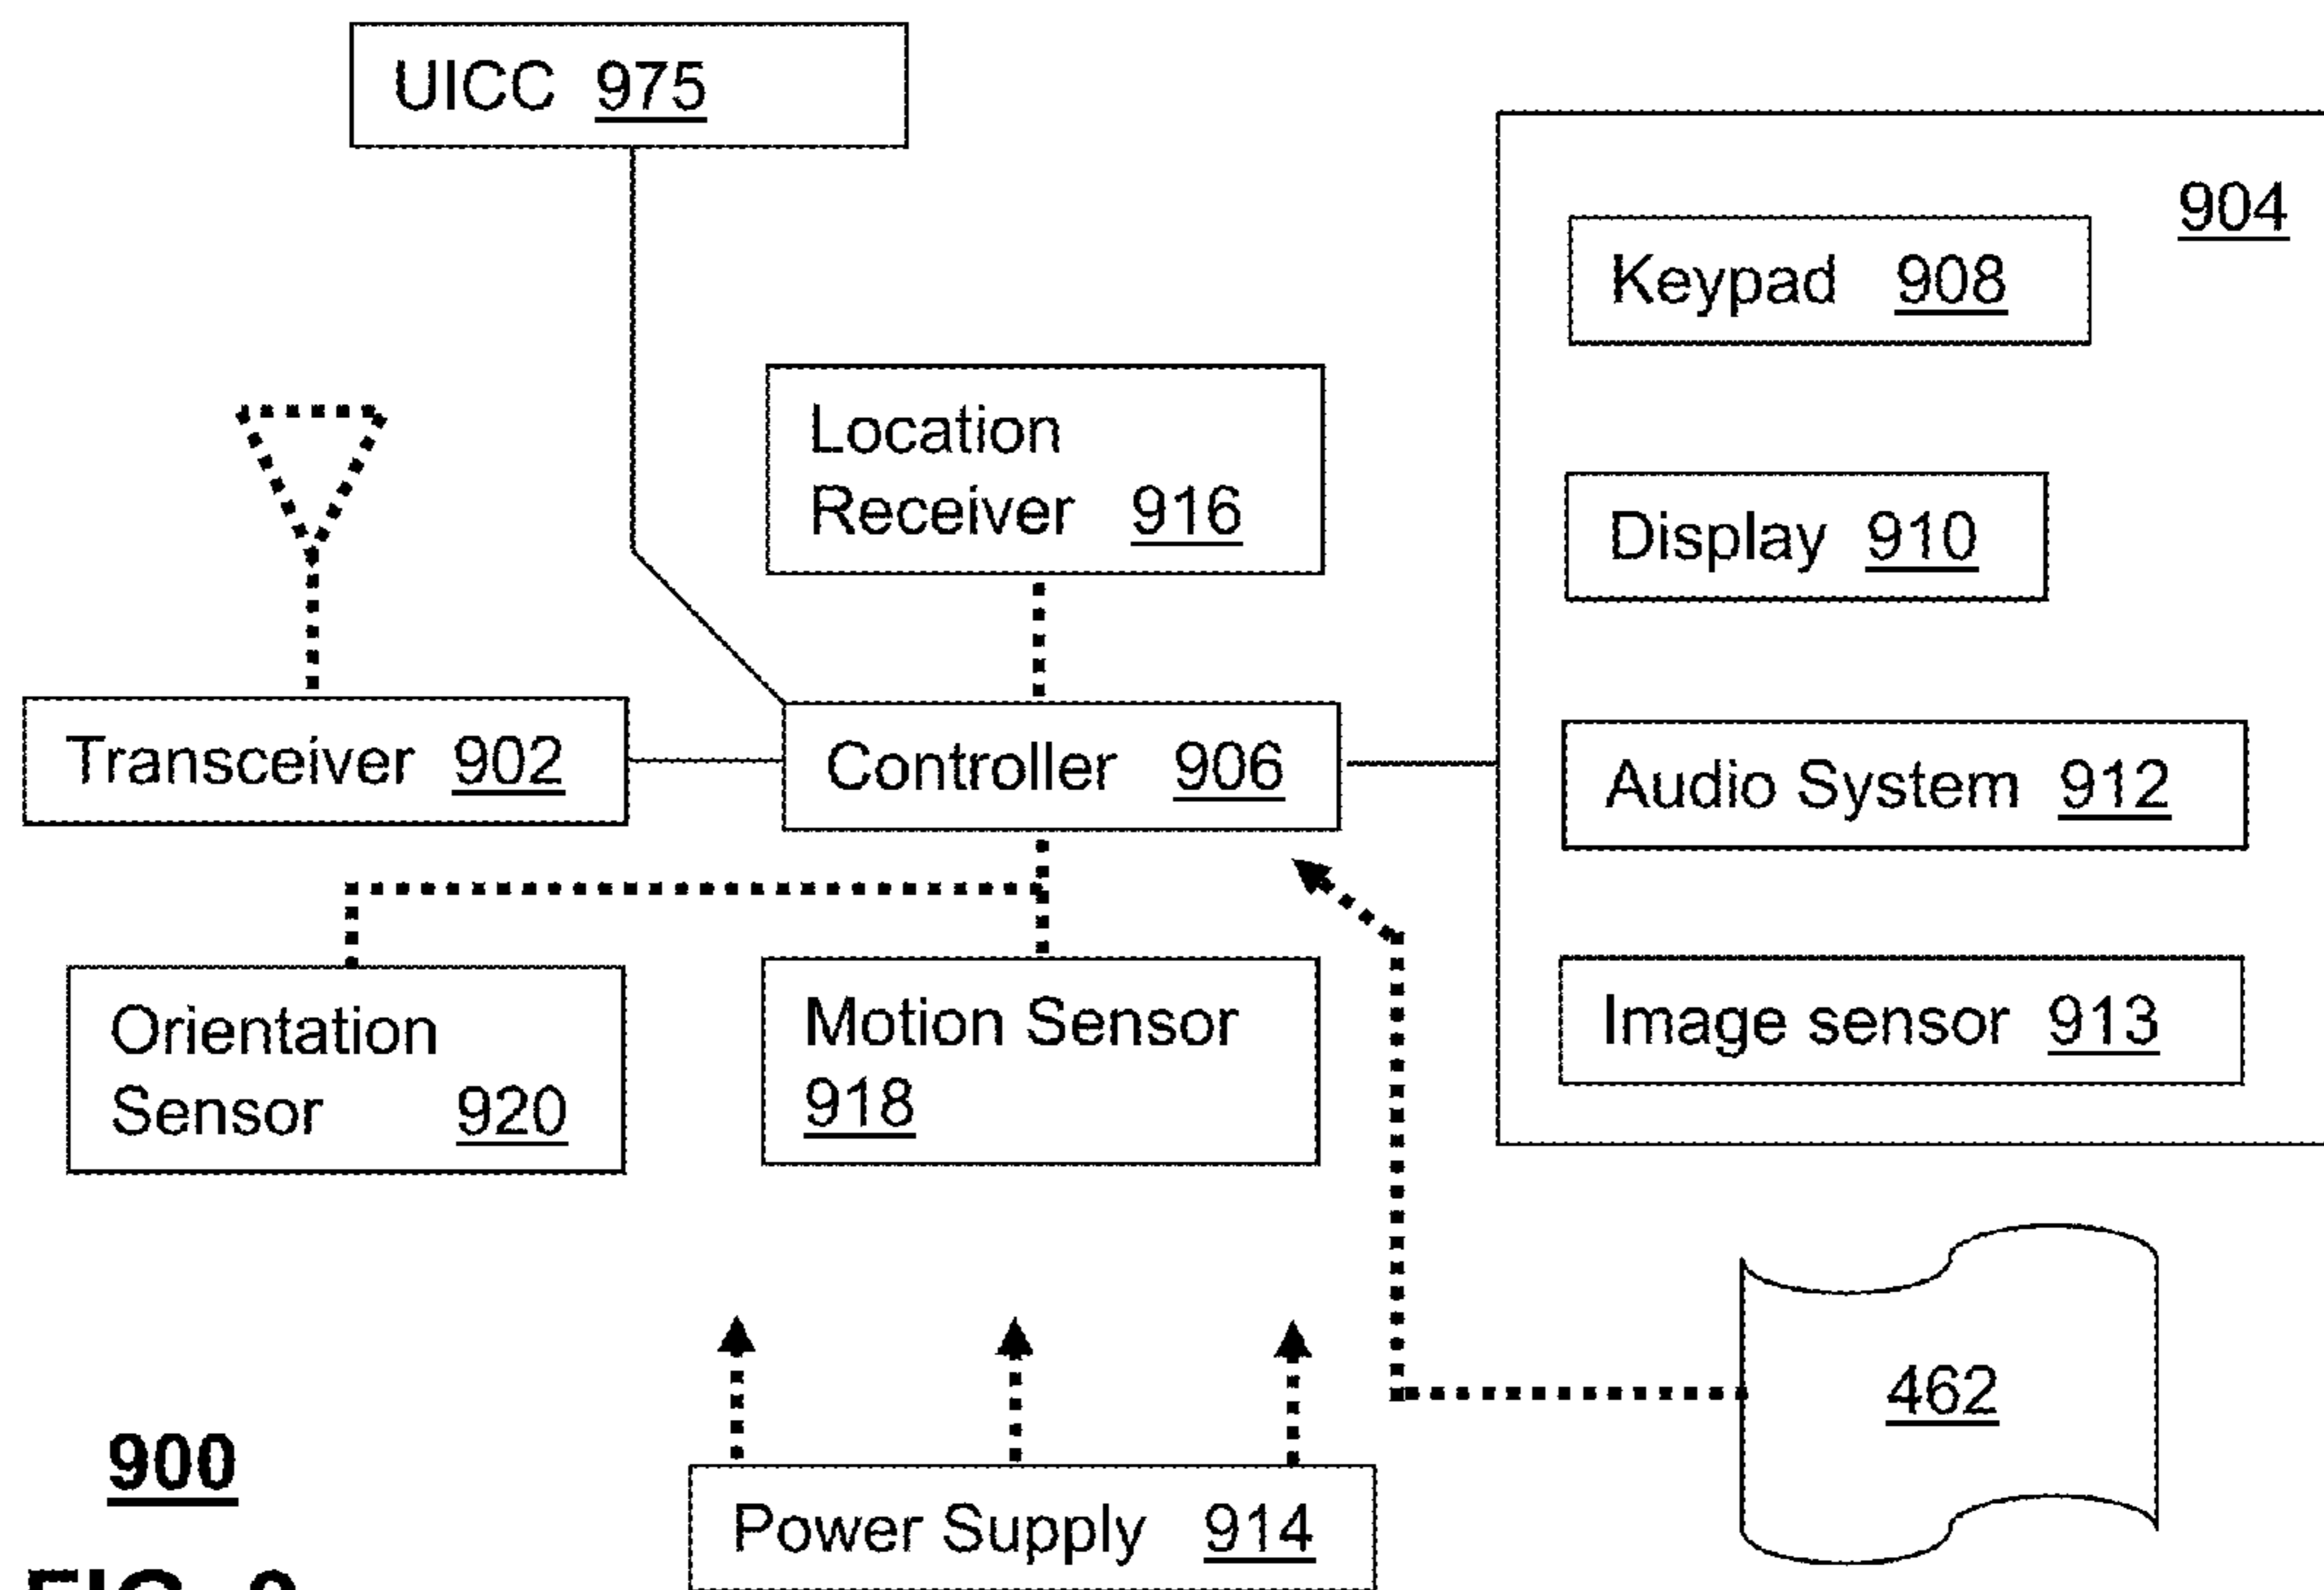 UICC 975
904
Keypad 908
Location
Receiver 916
Display 910
Transceiver 902
Controller 906
Audio System 912
Orientation
Sensor 920
Motion Sensor
918
Image sensor 913
462
900
Power Supply 914